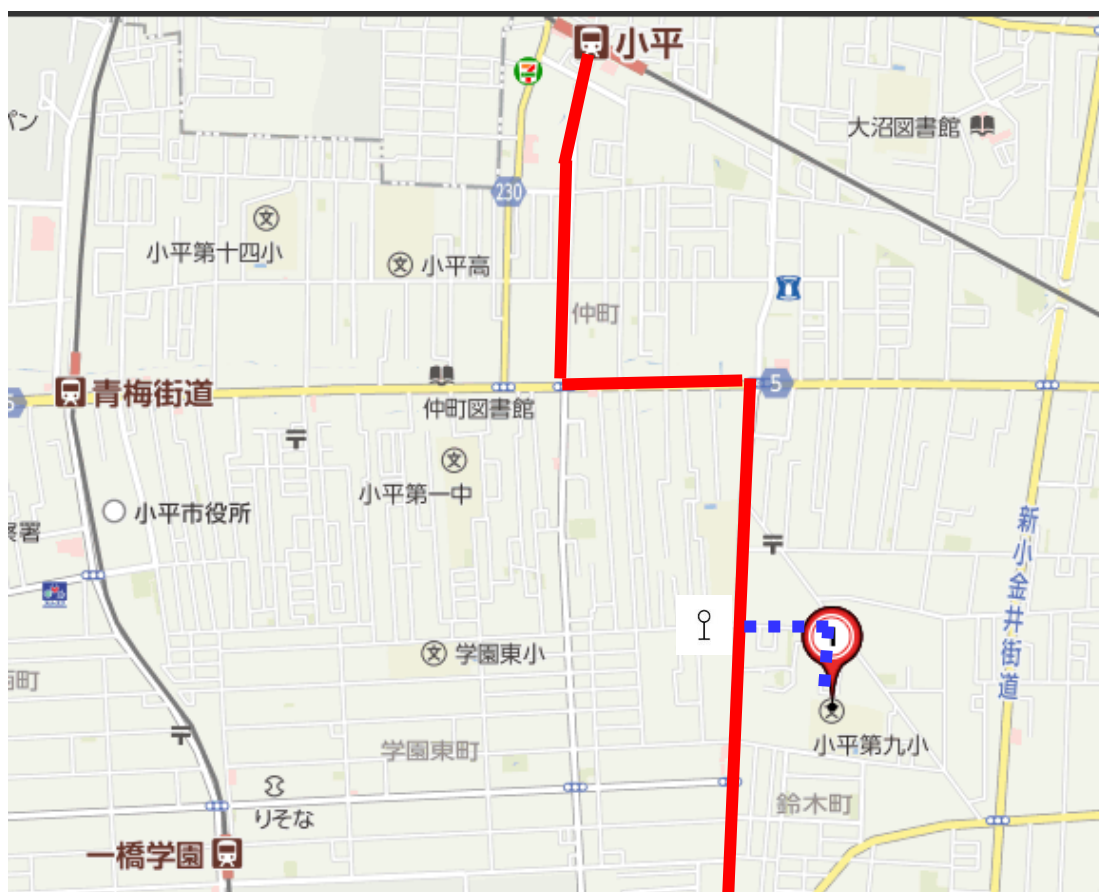 小平
パン
大沼図書館
230
小平第十四小
小平高
仲町
青梅街道
5
仲町図書館
小平第一中
小平市役所
新小金井街道
学園東小
小平第九小
学園東町
鈴木町
りそな
一橋学園